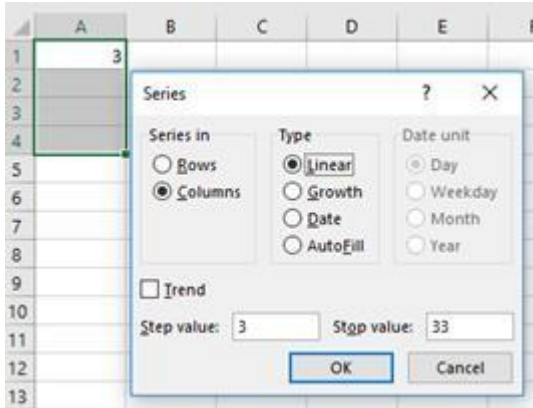 A B C D E
1 3
2
3
4
5
6
7
8
9
10
11
12
13
Series ? ×
Series in Type Date unit
Rows Linear Day
Columns Growth Weekday
Date Month
AutoFill Year
Trend
Step value: 3 Stop value: 33
OK Cancel